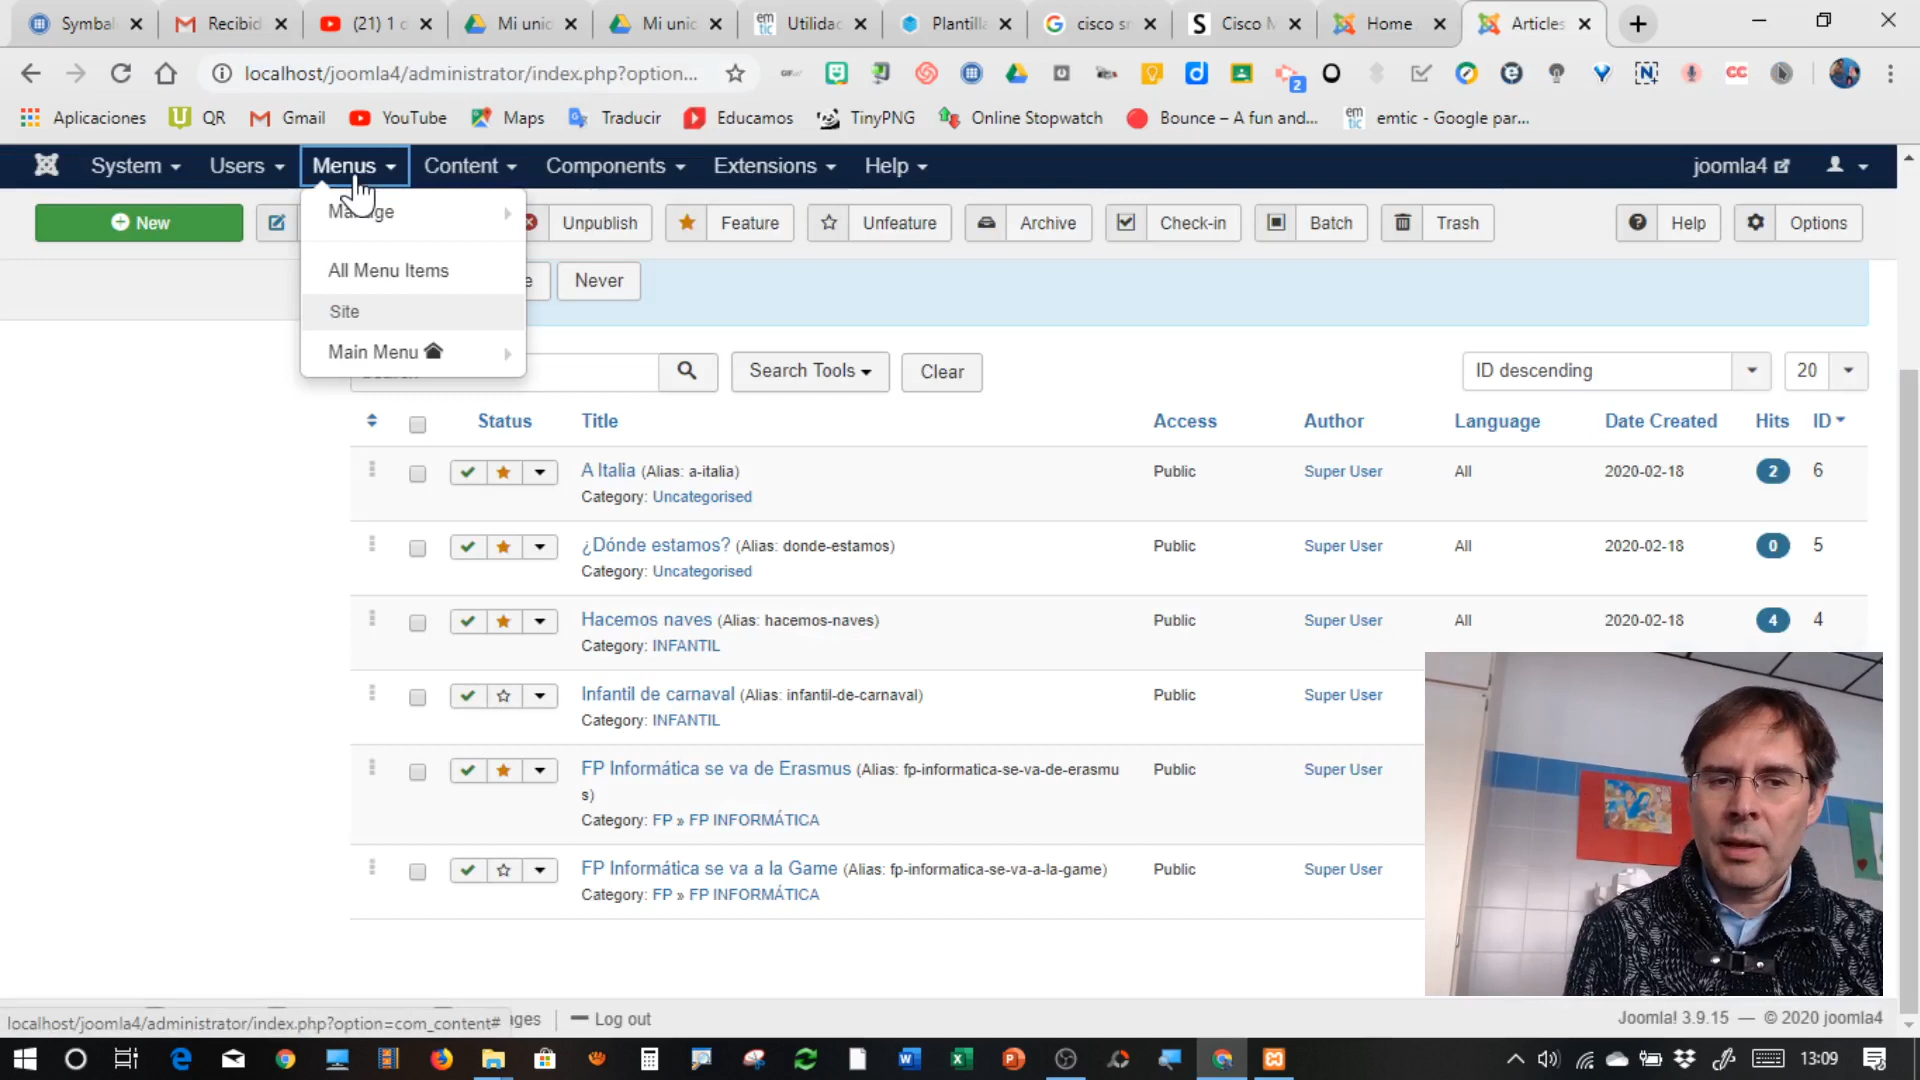 Symbal
Recibid
(21) 1 d
Mi unic
Mi unic
Utilidac
Plantilla
cisco sr
Cisco M
Home
Articles
localhost/joomla4/administrator/index.php?option...
Aplicaciones
QR
Gmail
YouTube
Maps
Traducir
Educamos
TinyPNG
Online Stopwatch
Bounce – A fun and...
emtic - Google par...
System
Users
Menus
Content
Components
Extensions
Help
joomla4
New
Unpublish
Feature
Unfeature
Archive
Check-in
Batch
Trash
Help
Options
Manage
All Menu Items
Site
Main Menu
Never
Search Tools
Clear
ID descending
20
Status
Title
Access
Author
Language
Date Created
Hits
ID
A Italia (Alias: a-italia)
Category: Uncategorised
Public
Super User
All
2020-02-18
2
6
¿Dónde estamos? (Alias: donde-estamos)
Category: Uncategorised
Public
Super User
All
2020-02-18
0
5
Hacemos naves (Alias: hacemos-naves)
Category: INFANTIL
Public
Super User
All
2020-02-18
4
4
Infantil de carnaval (Alias: infantil-de-carnaval)
Category: INFANTIL
Public
Super User
FP Informática se va de Erasmus (Alias: fp-informatica-se-va-de-erasmu
s)
Category: FP » FP INFORMÁTICA
Public
Super User
FP Informática se va a la Game (Alias: fp-informatica-se-va-a-la-game)
Category: FP » FP INFORMÁTICA
Public
Super User
localhost/joomla4/administrator/index.php?option=com_content#
Log out
Joomla! 3.9.15 — © 2020 joomla4
13:09